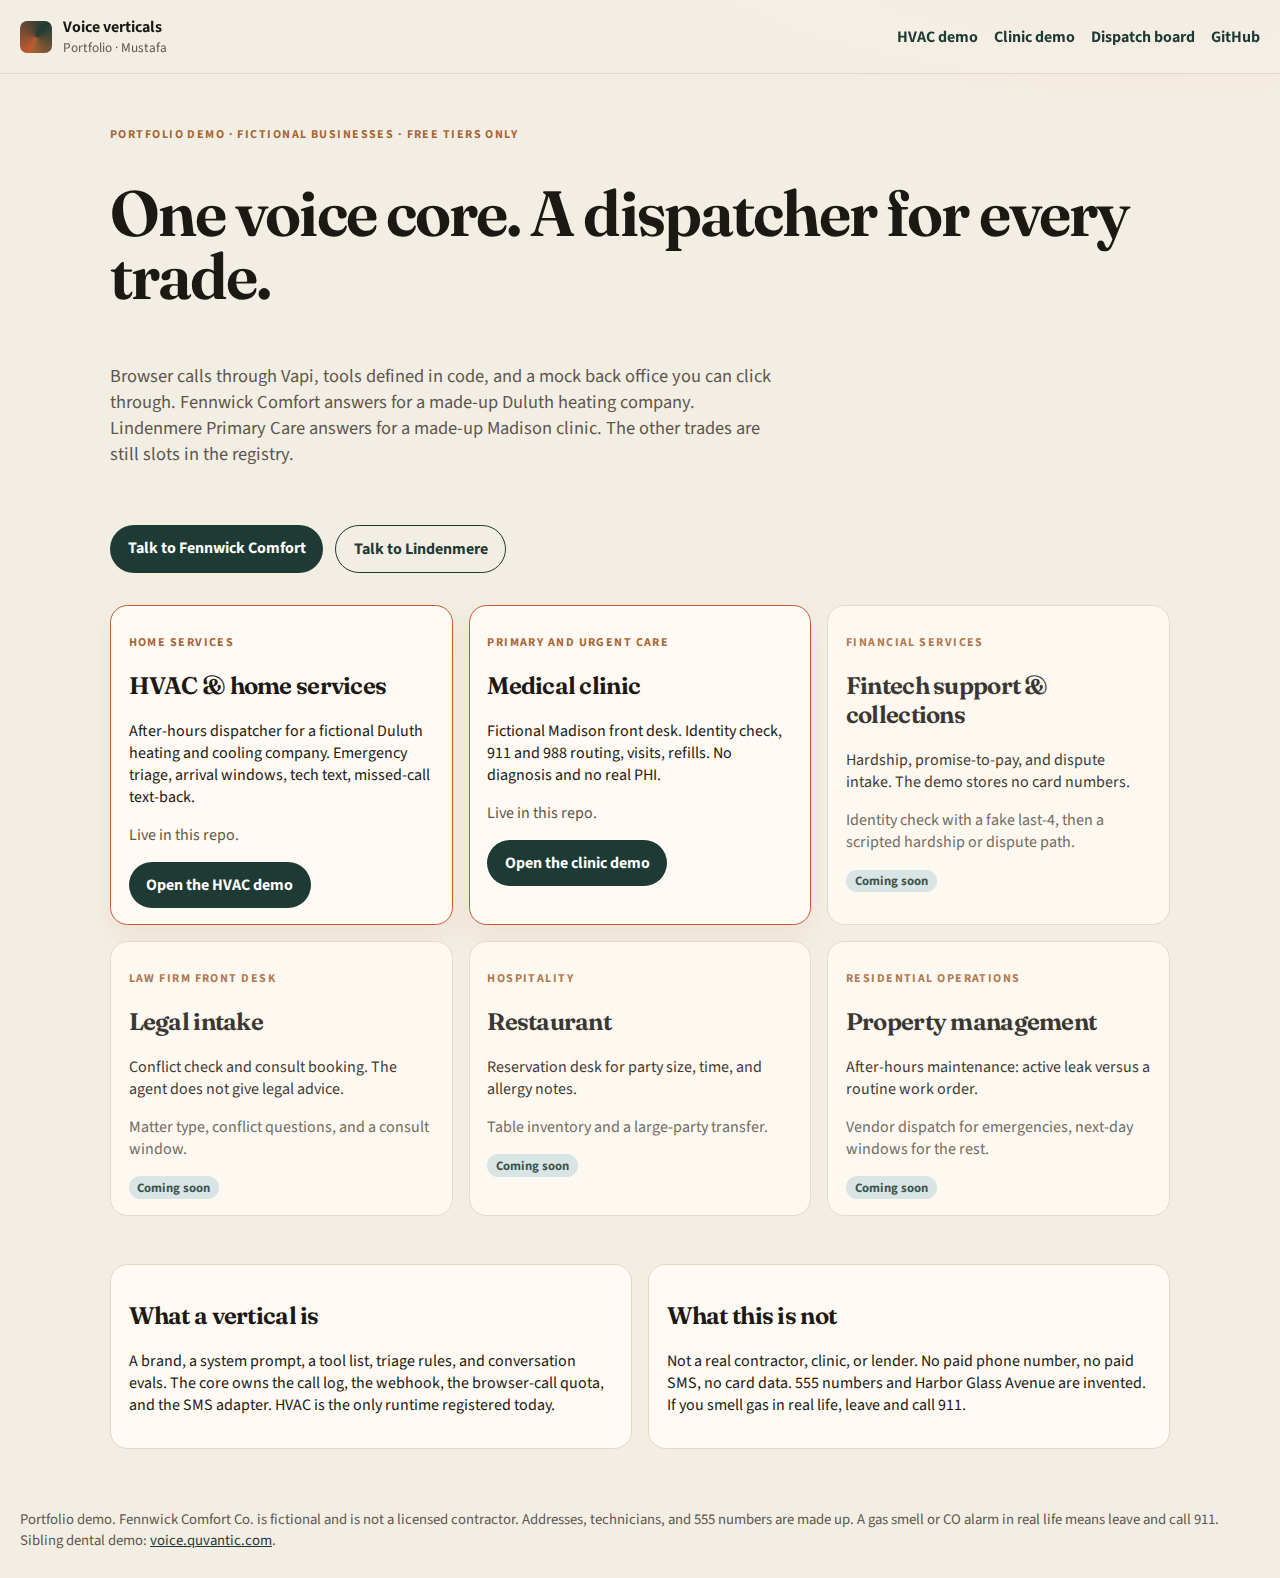 Voice verticals
Portfolio · Mustafa
HVAC demo
Clinic demo
Dispatch board
GitHub
PORTFOLIO DEMO · FICTIONAL BUSINESSES · FREE TIERS ONLY
One voice core. A dispatcher for every
trade.
Browser calls through Vapi, tools defined in code, and a mock back office you can click
through. Fennwick Comfort answers for a made-up Duluth heating company.
Lindenmere Primary Care answers for a made-up Madison clinic. The other trades are
still slots in the registry.
Talk to Fennwick Comfort
Talk to Lindenmere
HOME SERVICES
HVAC & home services
After-hours dispatcher for a fictional Duluth
heating and cooling company. Emergency
triage, arrival windows, tech text, missed-call
text-back.
Live in this repo.
Open the HVAC demo
PRIMARY AND URGENT CARE
Medical clinic
Fictional Madison front desk. Identity check,
911 and 988 routing, visits, refills. No
diagnosis and no real PHI.
Live in this repo.
Open the clinic demo
FINANCIAL SERVICES
Fintech support &
collections
Hardship, promise-to-pay, and dispute
intake. The demo stores no card numbers.
Identity check with a fake last-4, then a
scripted hardship or dispute path.
Coming soon
LAW FIRM FRONT DESK
Legal intake
Conflict check and consult booking. The
agent does not give legal advice.
Matter type, conflict questions, and a consult
window.
Coming soon
HOSPITALITY
Restaurant
Reservation desk for party size, time, and
allergy notes.
Table inventory and a large-party transfer.
Coming soon
RESIDENTIAL OPERATIONS
Property management
After-hours maintenance: active leak versus a
routine work order.
Vendor dispatch for emergencies, next-day
windows for the rest.
Coming soon
What a vertical is
A brand, a system prompt, a tool list, triage rules, and conversation
evals. The core owns the call log, the webhook, the browser-call quota,
and the SMS adapter. HVAC is the only runtime registered today.
What this is not
Not a real contractor, clinic, or lender. No paid phone number, no paid
SMS, no card data. 555 numbers and Harbor Glass Avenue are invented.
If you smell gas in real life, leave and call 911.
Portfolio demo. Fennwick Comfort Co. is fictional and is not a licensed contractor. Addresses, technicians, and 555 numbers are made up. A gas smell or CO alarm in real life means leave and call 911.
Sibling dental demo: voice.quvantic.com.